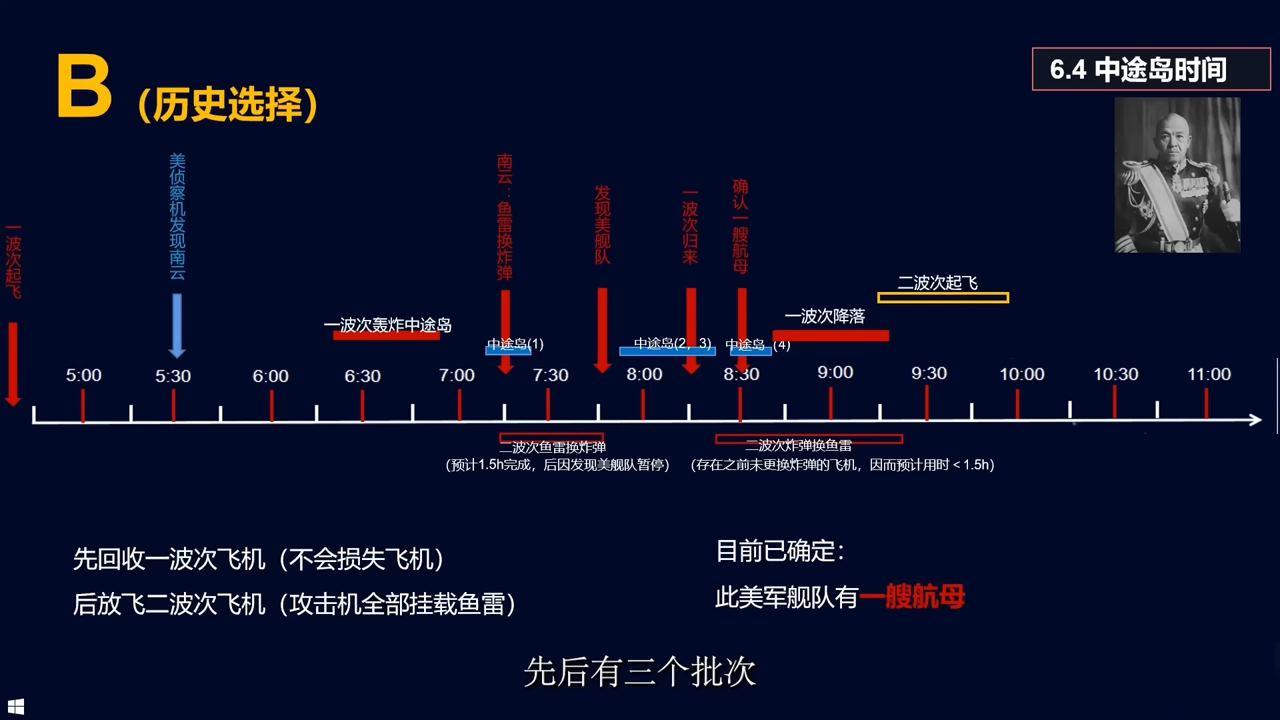 B（历史选择）
6.4 中途岛时间
一波次起飞
美侦察机发现南云
南云：鱼雷换炸弹
发现美舰队
一波次归来
确认一艘航母
二波次起飞
一波次轰炸中途岛
一波次降落
中途岛(1)
中途岛(2，3)
中途岛 (4)
5:00
5:30
6:00
6:30
7:00
7:30
8:00
8:30
9:00
9:30
10:00
10:30
11:00
二波次鱼雷换炸弹
(预计1.5h完成，后因发现美舰队暂停)
二波次炸弹换鱼雷
(存在之前未更换炸弹的飞机，因而预计用时＜1.5h)
先回收一波次飞机（不会损失飞机）
后放飞二波次飞机（攻击机全部挂载鱼雷）
目前已确定：
此美军舰队有一艘航母
先后有三个批次